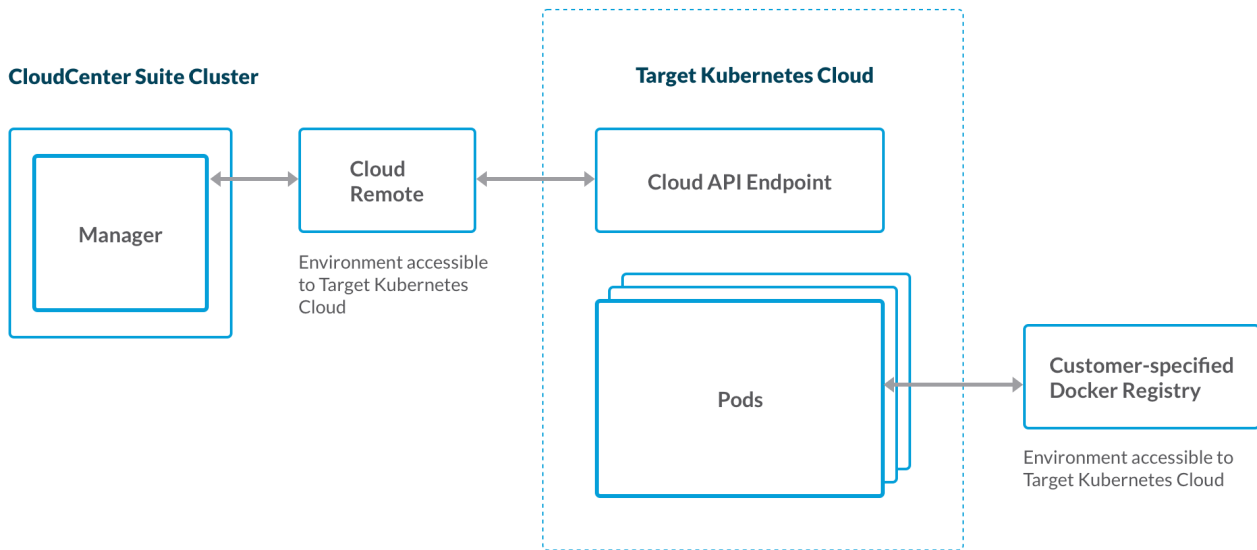 CloudCenter Suite Cluster
Target Kubernetes Cloud
Manager
Cloud
Remote
Environment accessible
to Target Kubernetes
Cloud
Cloud API Endpoint
Pods
Customer-specified
Docker Registry
Environment accessible to
Target Kubernetes Cloud